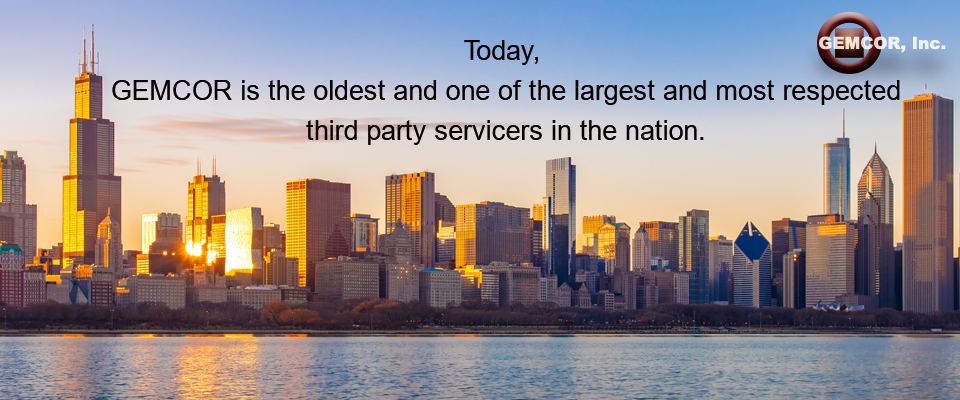 Today,
GEMCOR, Inc.
GEMCOR is the oldest and one of the largest and most respected
third party servicers in the nation.